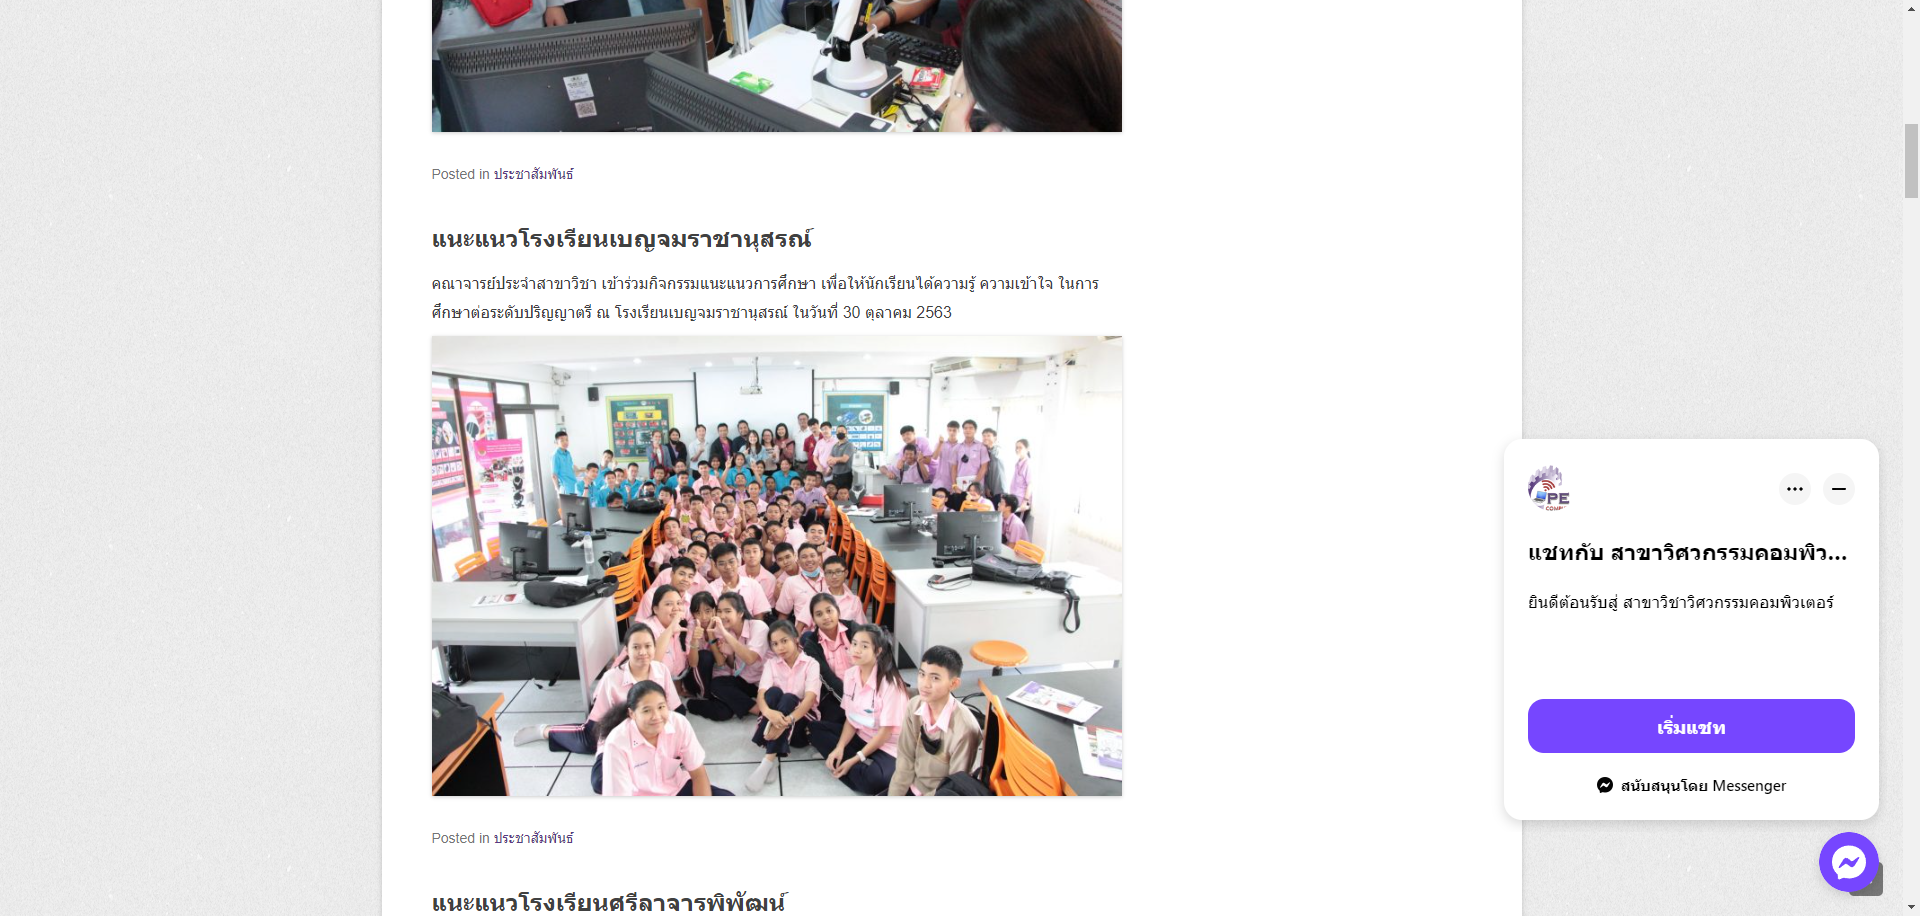 Posted in ประชาสัมพันธ์
แนะแนวโรงเรียนเบญจมราชานุสรณ์
คณาจารย์ประจำสาขาวิชา เข้าร่วมกิจกรรมแนะแนวการศึกษา เพื่อให้นักเรียนได้ความรู้ ความเข้าใจ ในการ
ศึกษาต่อระดับปริญญาตรี ณ โรงเรียนเบญจมราชานุสรณ์ ในวันที่ 30 ตุลาคม 2563
Posted in ประชาสัมพันธ์
แนะแนวโรงเรียนศรีลาจารพิพัฒน์
PE
แชทกับ สาขาวิศวกรรมคอมพิว...
ยินดีต้อนรับสู่ สาขาวิชาวิศวกรรมคอมพิวเตอร์
เริ่มแชท
สนับสนุนโดย Messenger